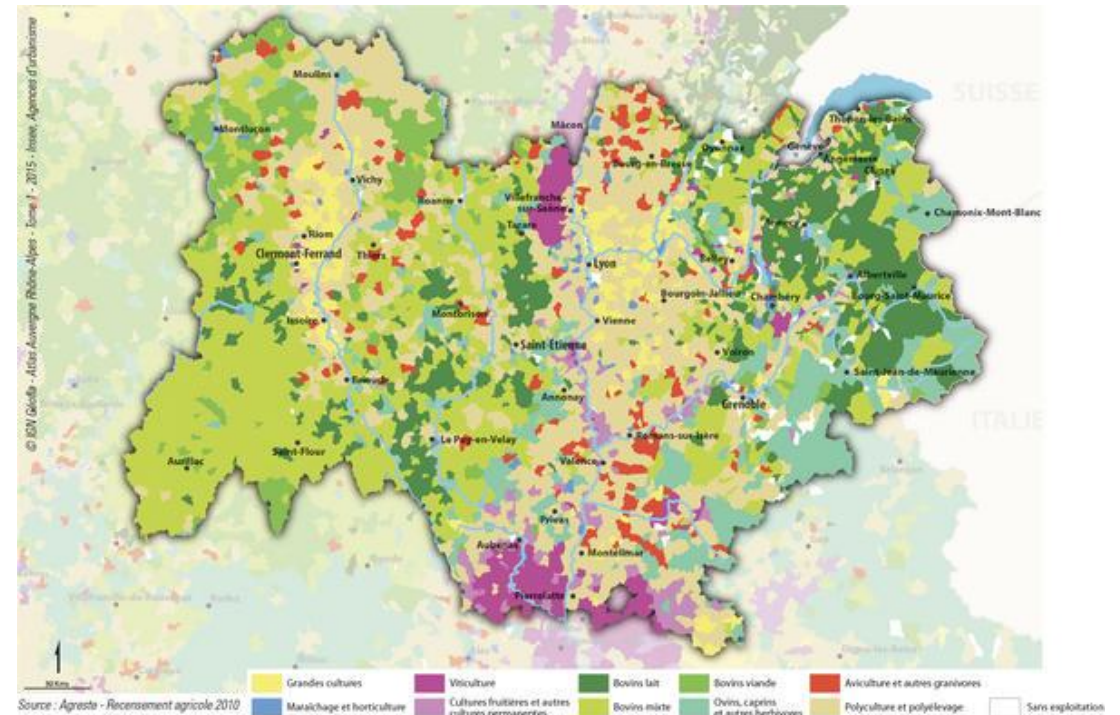 © IGN Géofla - Atlas Auvergne Rhône-Alpes - Tome 1 - 2015 - Insee, Agences d'urbanisme
SUISSE
Moulins
Mâcon
Thonon-les-Bains
Montluçon
Oyonnax
Genève
Annemasse
Bourg-en-Bresse
Cluses
Vichy
Roanne
Villefranche-
sur-Saône
Chamonix-Mont-Blanc
Tarare
Annecy
Riom
Clermont-Ferrand
Thiers
Lyon
Belley
Albertville
Bourgoin-Jallieu
Chambéry
Bourg-Saint-Maurice
Issoire
Montbrison
Vienne
Saint-Étienne
Voiron
Saint-Jean-de-Maurienne
Brioude
Annonay
Grenoble
ITALIE
Le Puy-en-Velay
Romans-sur-Isère
Saint-Flour
Aurillac
Valence
Privas
Aubenas
Montélimar
Pierrelatte
Grandes cultures
Viticulture
Bovins lait
Bovins viande
Aviculture et autres granivores
Source : Agreste - Recensement agricole 2010
Maraîchage et horticulture
Cultures fruitières et autres
cultures permanentes
Bovins mixte
Ovins, caprins
et autres herbivores
Polyculture et polyélevage
Sans exploitation